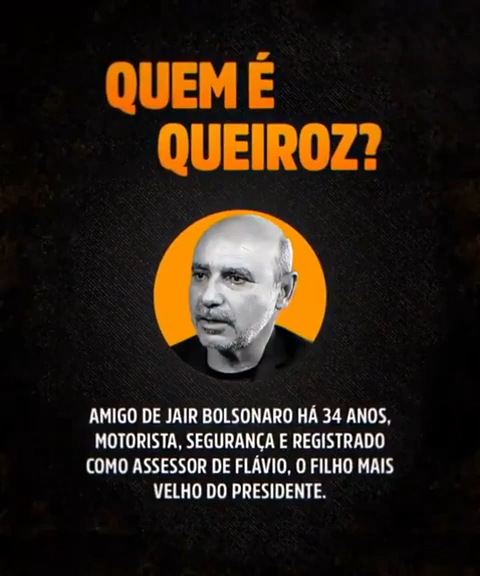 QUEM É
QUEIROZ?
AMIGO DE JAIR BOLSONARO HÁ 34 ANOS,
MOTORISTA, SEGURANÇA E REGISTRADO
COMO ASSESSOR DE FLÁVIO, O FILHO MAIS
VELHO DO PRESIDENTE.